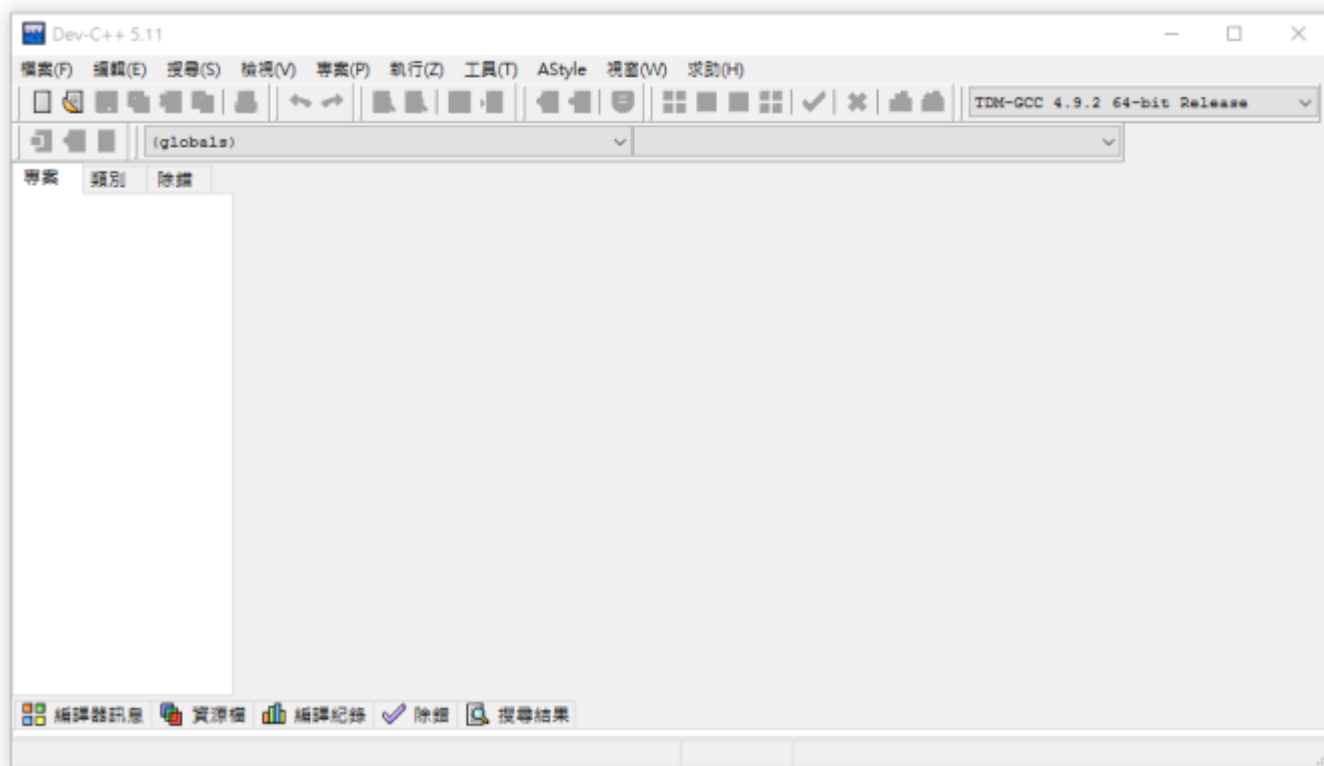 Dev-C++ 5.11
檔案(F) 編輯(E) 搜尋(S) 檢視(V) 專案(P) 執行(Z) 工具(T) AStyle 視窗(W) 求助(H)
TDM-GCC 4.9.2 64-bit Release
(globals)
專案 類別 除錯
編譯器訊息 資源檔 編譯紀錄 除錯 搜尋結果